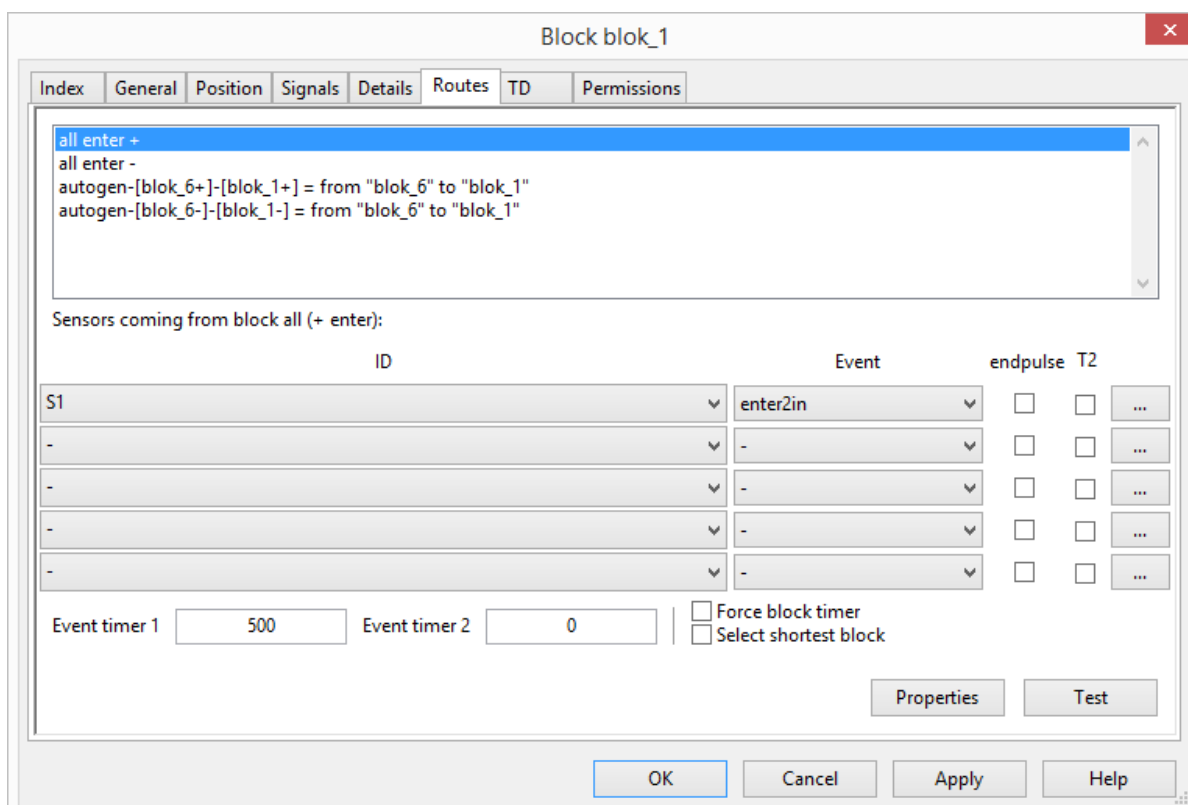 Block blok_1
Index General Position Signals Details Routes TD Permissions
all enter +
all enter -
autogen-[blok_6+]-[blok_1+] = from "blok_6" to "blok_1"
autogen-[blok_6-]-[blok_1-] = from "blok_6" to "blok_1"
Sensors coming from block all (+ enter):
ID Event endpulse T2
S1 enter2in ...
- - ...
- - ...
- - ...
- - ...
Event timer 1 500 Event timer 2 0 Force block timer
Select shortest block
Properties Test
OK Cancel Apply Help